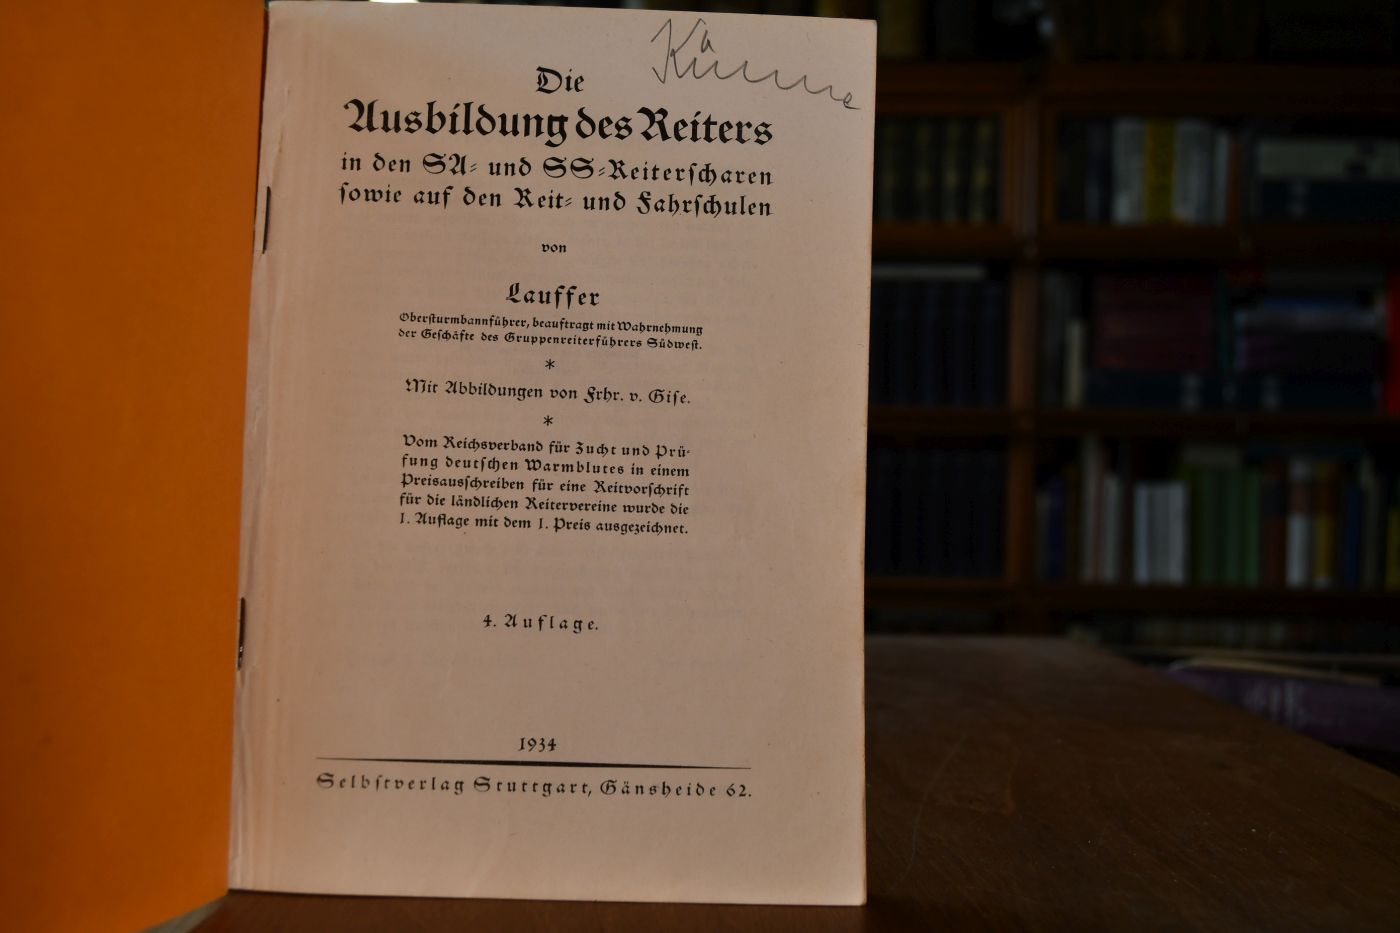 Die
Ausbildung des Reiters
in den SA- und SS-Reiterscharen
sowie auf den Reit- und Fahrschulen
von
Lauffer
Obersturmbannführer, beauftragt mit Wahrnehmung
der Geschäfte des Gruppenreiterführers Südwest.
*
Mit Abbildungen von Frhr. v. Gise.
*
Vom Reichsverband für Zucht und Prü-
fung deutschen Warmblutes in einem
Preisausschreiben für eine Reitvorschrift
für die ländlichen Reitervereine wurde die
1. Auflage mit dem 1. Preis ausgezeichnet.
4. Auflage.
1934
Selbstverlag Stuttgart, Gänsheide 62.